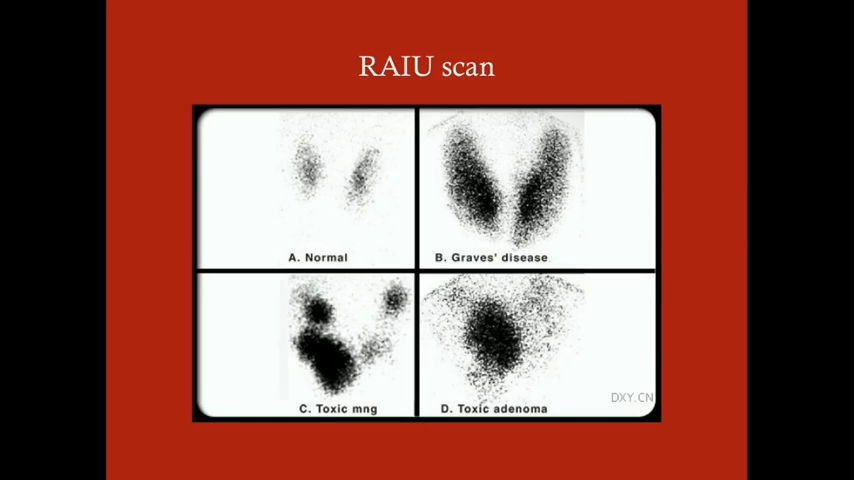 RAIU scan
A. Normal
B. Graves' disease
C. Toxic mng
D. Toxic adenoma
DXY.CN